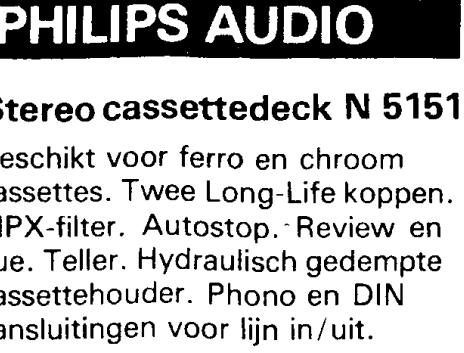 PHILIPS AUDIO
Stereo cassettedeck N 5151
eschikt voor ferro en chroom
assettes. Twee Long-Life koppen.
PX-filter. Autostop. Review en
ue. Teller. Hydraulisch gedempte
assettehouder. Phono en DIN
ansluitingen voor lijn in/uit.